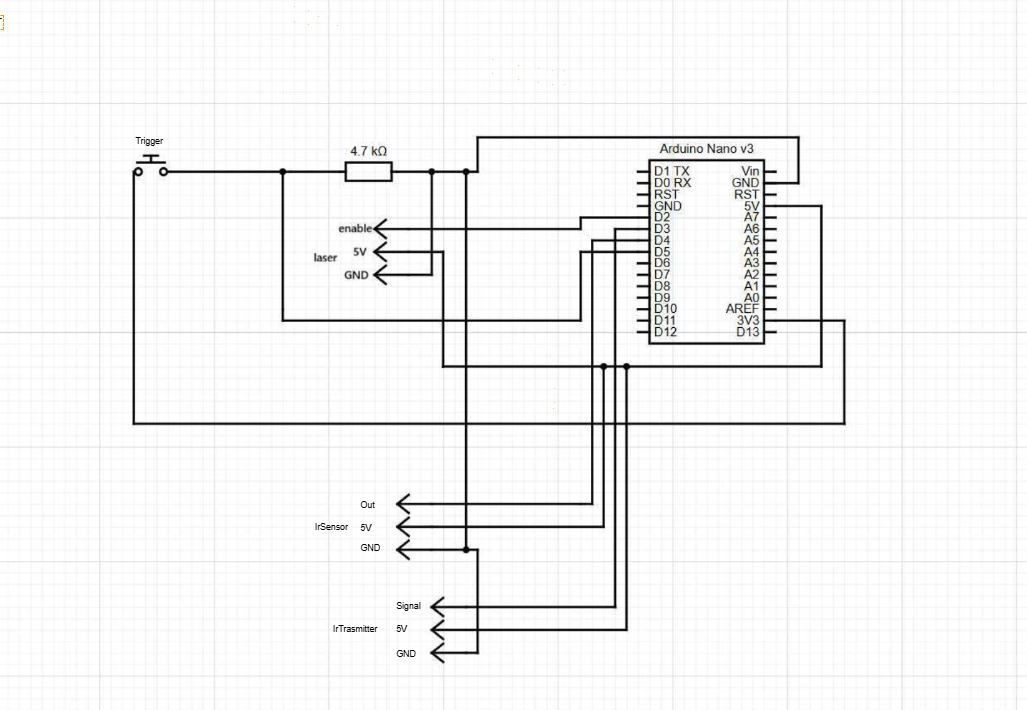 Trigger
4.7 kΩ
Arduino Nano v3
D1 TX Vin
D0 RX GND
RST RST
GND 5V
D2 A7
D3 A6
D4 A5
D5 A4
D6 A3
D7 A2
D8 A1
D9 A0
D10 AREF
D11 3V3
D12 D13
enable
laser 5V
GND
Out
IrSensor 5V
GND
Signal
IrTrasmitter 5V
GND